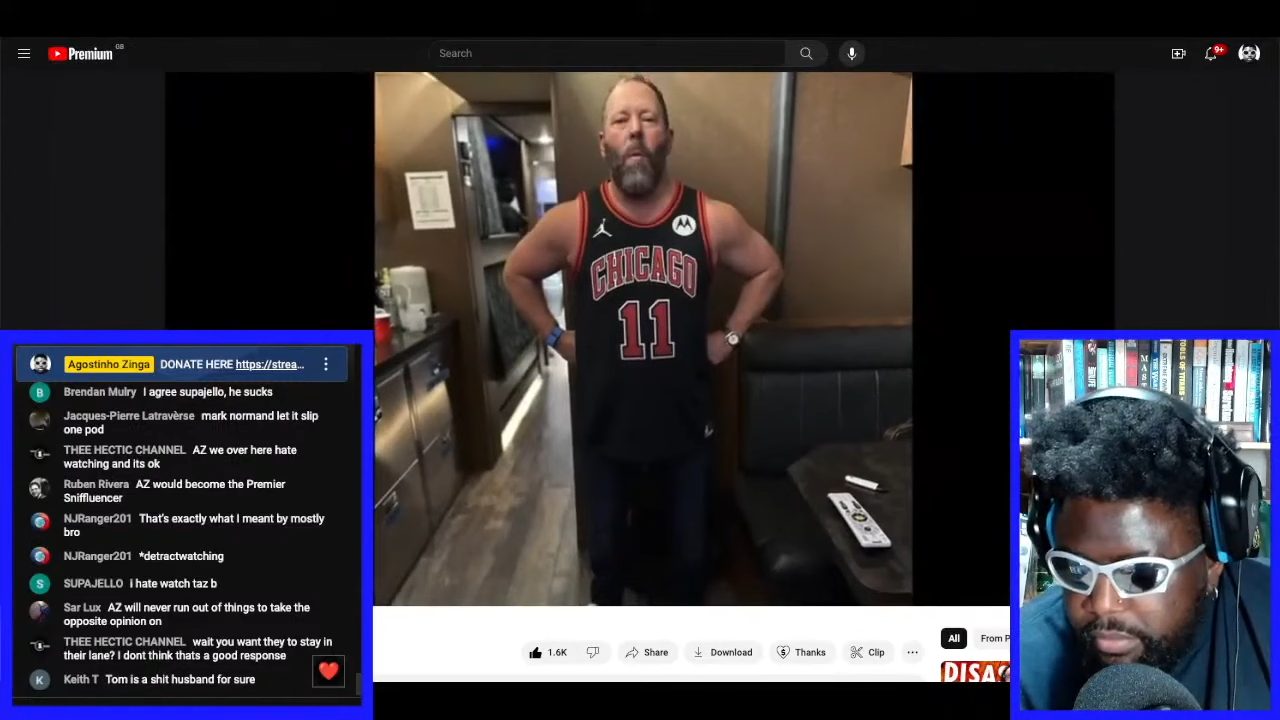 Premium GB
Search
9+
CHICAGO
11
Agostinho Zinga DONATE HERE https://strea...
Brendan Mulry I agree supajello, he sucks
Jacques-Pierre Latravèrse mark normand let it slip
one pod
THEE HECTIC CHANNEL AZ we over here hate
watching and its ok
Ruben Rivera AZ would become the Premier
Sniffluencer
NJRanger201 That's exactly what I meant by mostly
bro
NJRanger201 *detractwatching
SUPAJELLO i hate watch taz b
Sar Lux AZ will never run out of things to take the
opposite opinion on
THEE HECTIC CHANNEL wait you want they to stay in
their lane? I dont think thats a good response
Keith T Tom is a shit husband for sure
1.6K Share Download Thanks Clip ...
All From P
DISA